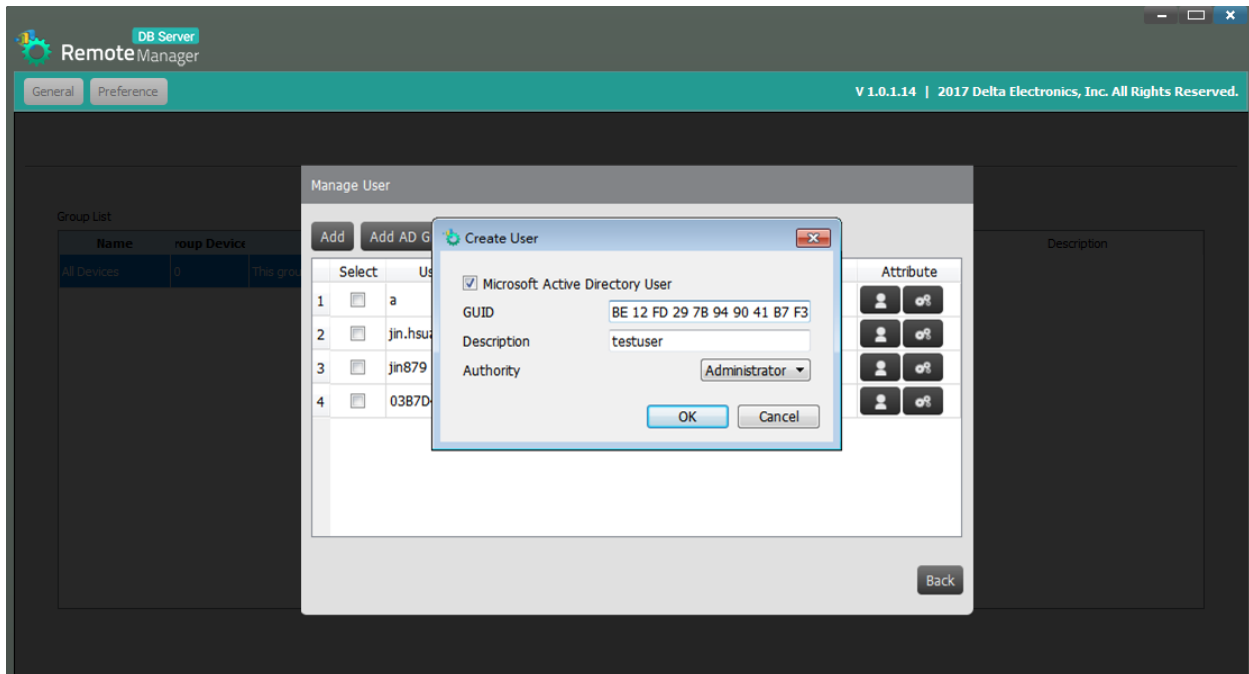 DB Server
RemoteManager
General Preference V 1.0.1.14 | 2017 Delta Electronics, Inc. All Rights Reserved.
Manage User
Group List
Add Add AD G Create User
Name roup Device Description
Select Us Attribute
All Devices 0 This grou
Microsoft Active Directory User
1 a
GUID BE 12 FD 29 7B 94 90 41 B7 F3
2 jin.hsua
Description testuser
3 jin879
Authority Administrator
4 03B7D
OK Cancel
Back